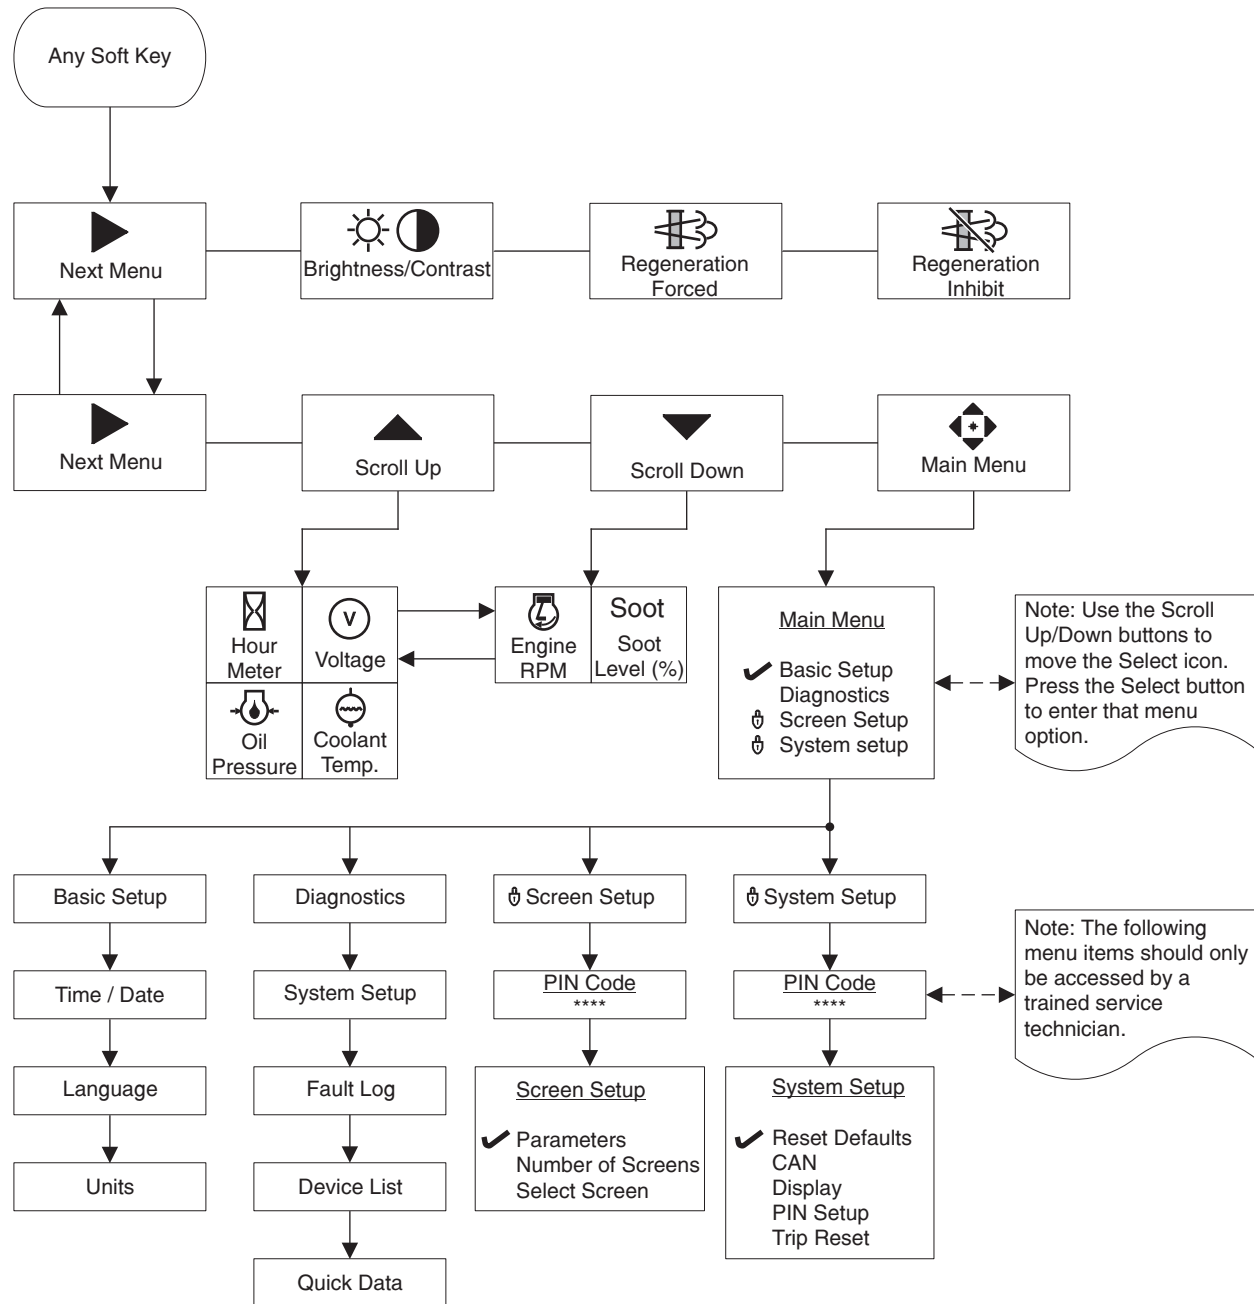 Any Soft Key
Next Menu
Brightness/Contrast
Regeneration
Forced
Regeneration
Inhibit
Next Menu
Scroll Up
Scroll Down
Main Menu
Hour
Meter
V
Voltage
Oil
Pressure
Coolant
Temp.
Engine
RPM
Soot
Soot
Level (%)
Main Menu
Basic Setup
Diagnostics
Screen Setup
System setup
Note: Use the Scroll
Up/Down buttons to
move the Select icon.
Press the Select button
to enter that menu
option.
Basic Setup
Time / Date
Language
Units
Diagnostics
System Setup
Fault Log
Device List
Quick Data
Screen Setup
PIN Code
****
Screen Setup
Parameters
Number of Screens
Select Screen
System Setup
PIN Code
****
System Setup
Reset Defaults
CAN
Display
PIN Setup
Trip Reset
Note: The following
menu items should only
be accessed by a
trained service
technician.